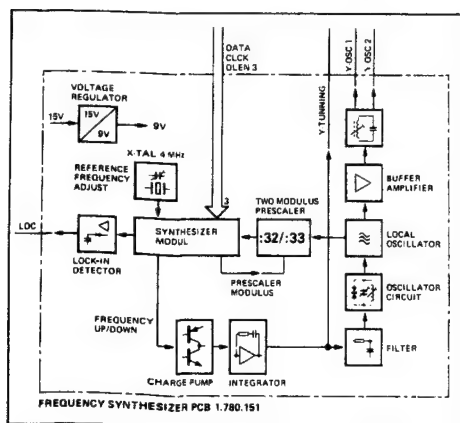 DATA
CLCK
DLEN 3
Y TUNING
Y OSC 1
Y OSC 2
VOLTAGE
REGULATOR
15V
15V
9V
9V
X-TAL 4 MHz
REFERENCE
FREQUENCY
ADJUST
3
TWO MODULUS
PRESCALER
BUFFER
AMPLIFIER
LOC
LOCK-IN
DETECTOR
SYNTHESIZER
MODUL
:32/:33
LOCAL
OSCILLATOR
PRESCALER
MODULUS
OSCILLATOR
CIRCUIT
FREQUENCY
UP/DOWN
CHARGE PUMP
INTEGRATOR
FILTER
FREQUENCY SYNTHESIZER PCB 1.780.151